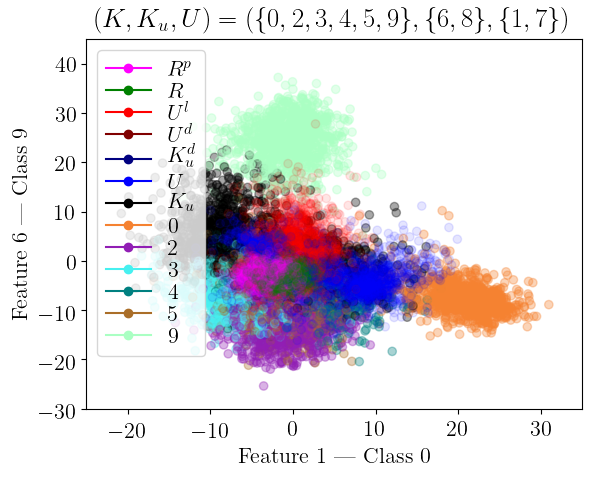 (K, K_u, U) = ({0, 2, 3, 4, 5, 9}, {6, 8}, {1, 7})
40
30
20
10
0
−10
−20
−30
Feature 6 — Class 9
R^p
R
U^l
U^d
K_u^d
U
K_u
0
2
3
4
5
9
−20 −10 0 10 20 30
Feature 1 — Class 0